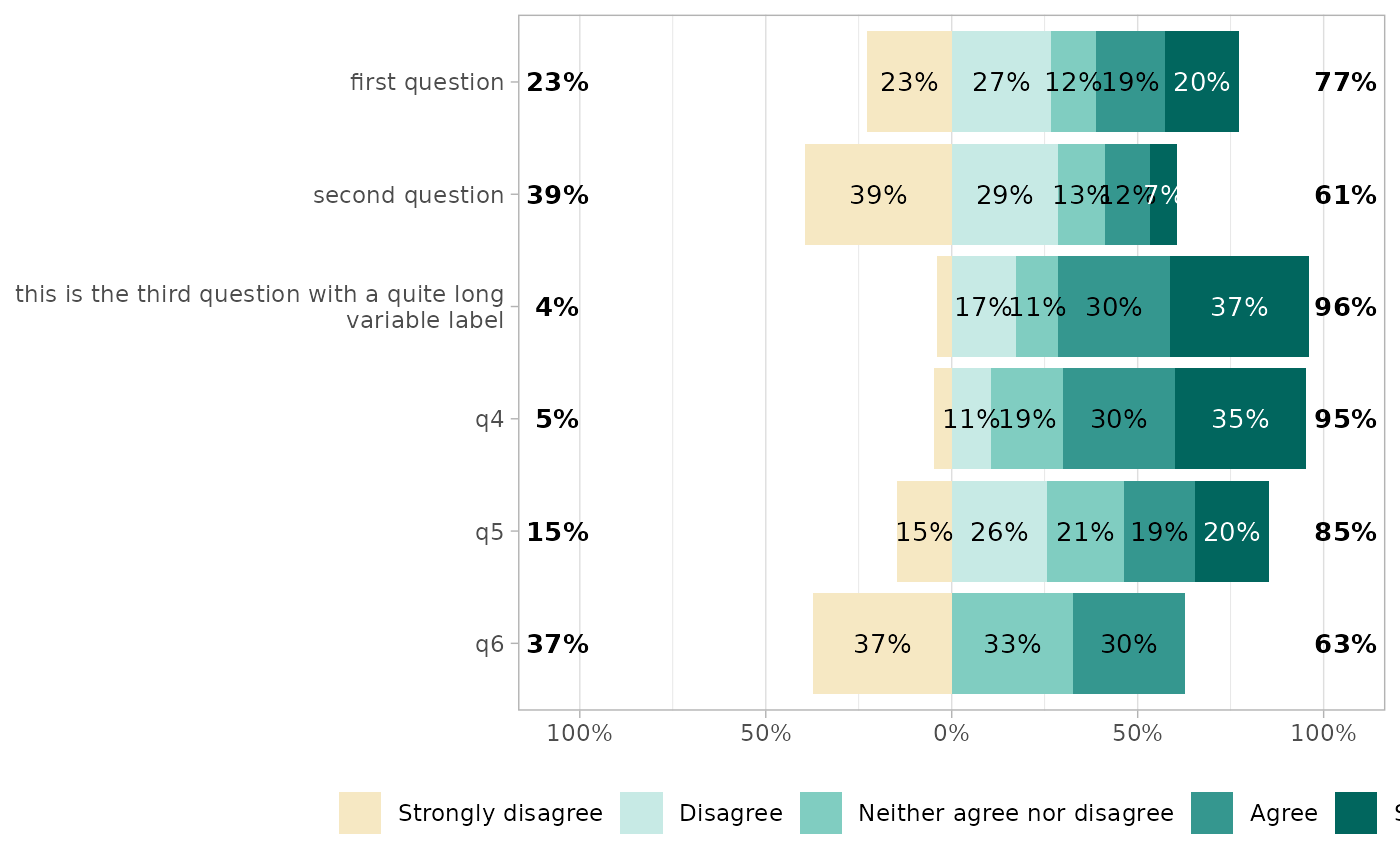 first question 23% 23% 27% 12% 19% 20% 77%
second question 39% 39% 29% 13% 12% 7% 61%
this is the third question with a quite long
variable label 4% 17% 11% 30% 37% 96%
q4 5% 11% 19% 30% 35% 95%
q5 15% 15% 26% 21% 19% 20% 85%
q6 37% 37% 33% 30% 63%
100% 50% 0% 50% 100%
Strongly disagree Disagree Neither agree nor disagree Agree